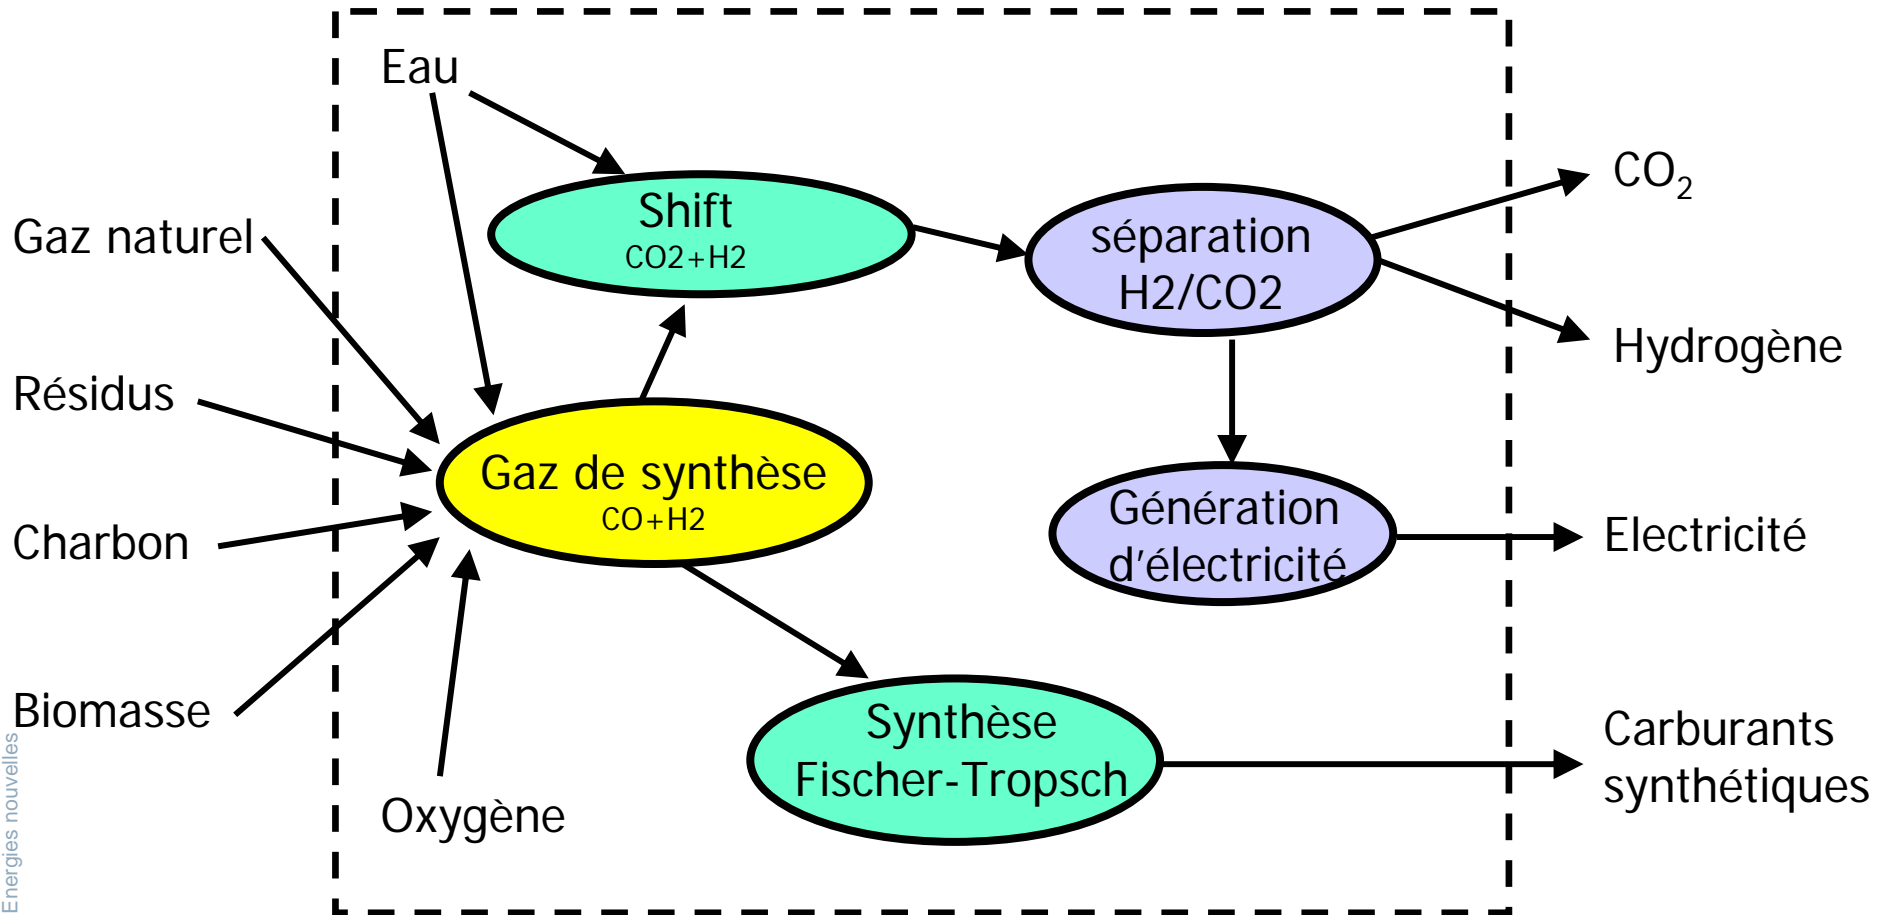 Eau
Shift
CO2+H2
séparation
H2/CO2
CO2
Gaz naturel
Hydrogène
Résidus
Gaz de synthèse
CO+H2
Charbon
Génération
d'électricité
Electricité
Biomasse
Synthèse
Fischer-Tropsch
Carburants
synthétiques
Oxygène
Energies nouvelles